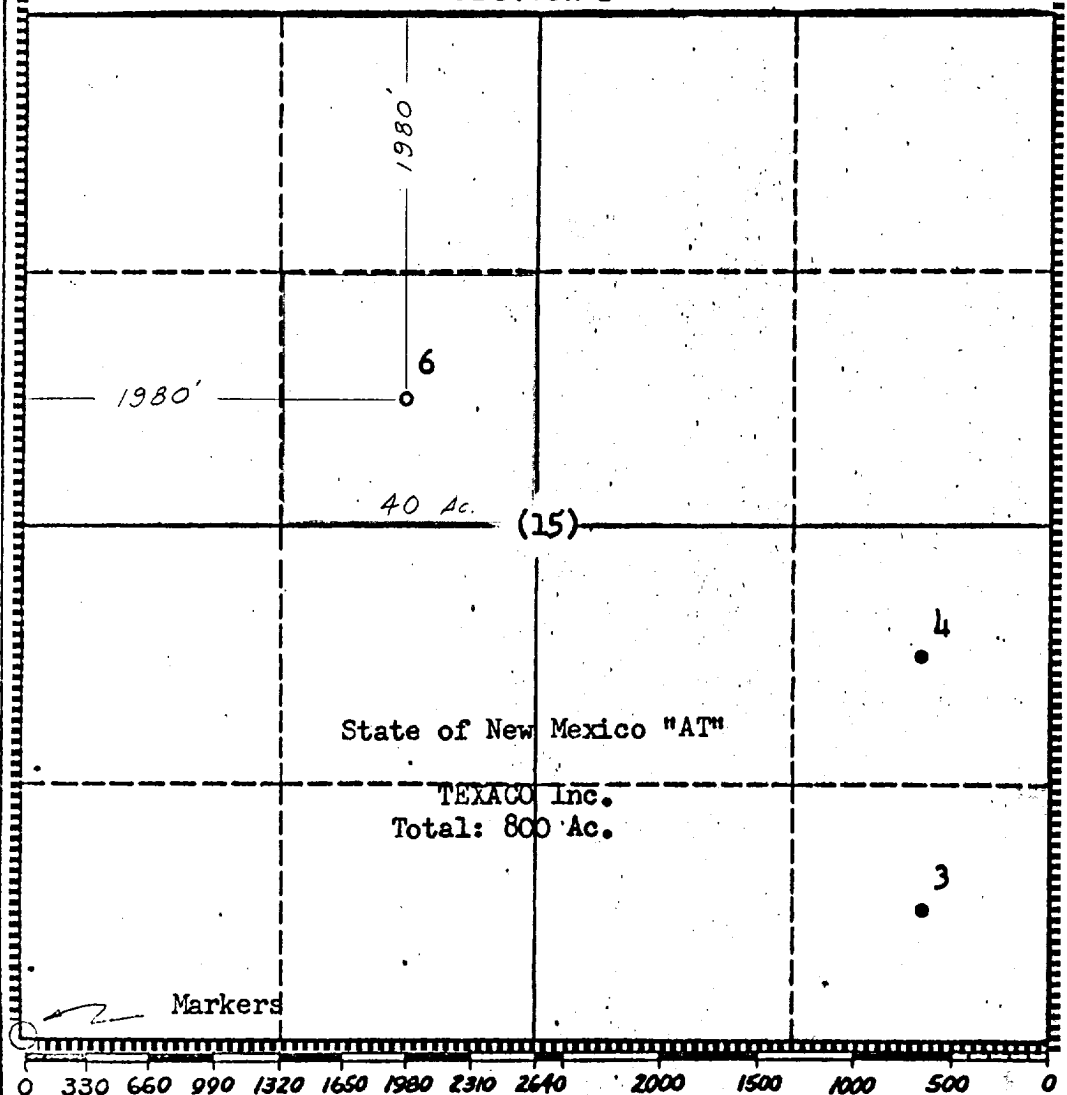 1980'
6
1980'
40 Ac.
(15)
4
State of New Mexico "AT"
TEXACO Inc.
Total: 800 Ac.
3
Markers
0 330 660 990 1320 1650 1980 2310 2640 2000 1500 1000 500 0